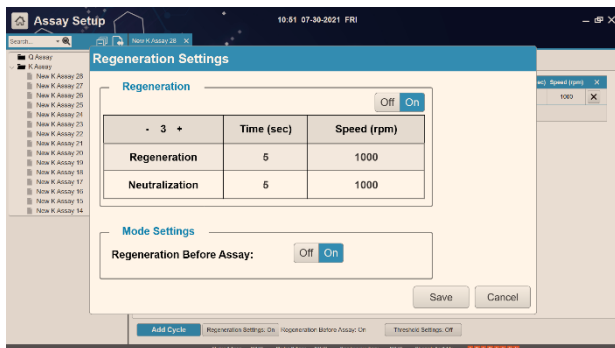 Assay Setup
10:51 07-30-2021 FRI
Search...
New K Assay 28
Q Assay
K Assay
New K Assay 28
New K Assay 27
New K Assay 26
New K Assay 25
New K Assay 24
New K Assay 23
New K Assay 22
New K Assay 21
New K Assay 20
New K Assay 19
New K Assay 18
New K Assay 17
New K Assay 16
New K Assay 15
New K Assay 14
Regeneration Settings
Regeneration
Off On
- 3 + Time (sec) Speed (rpm)
Regeneration 5 1000
Neutralization 5 1000
Mode Settings
Regeneration Before Assay: Off On
Save Cancel
Speed (rpm)
1000
Add Cycle Regeneration Settings: On Regeneration Before Assay: On Threshold Settings: Off